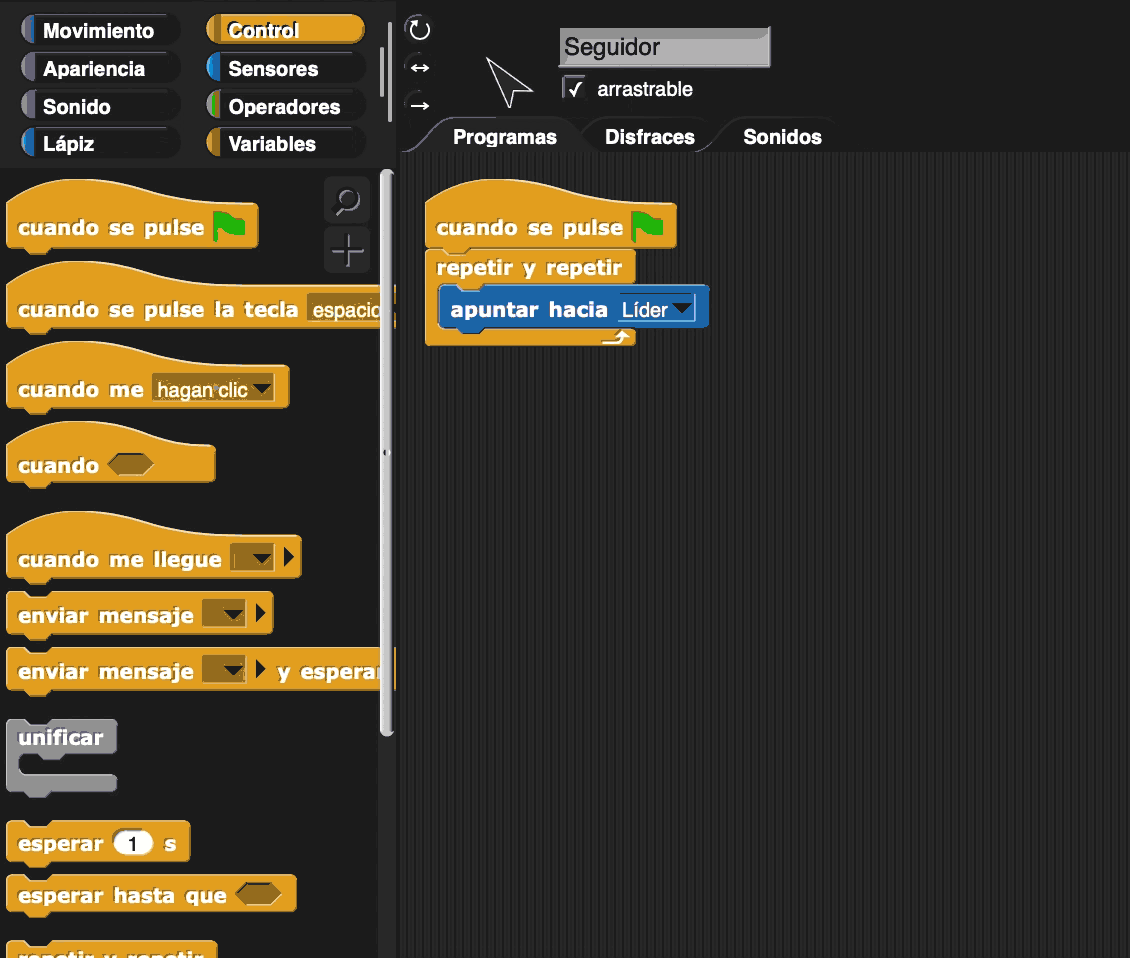 Movimiento
Control
Apariencia
Sensores
Sonido
Operadores
Lápiz
Variables
Seguidor
arrastrable
Programas
Disfraces
Sonidos
cuando se pulse
cuando se pulse la tecla espacio
cuando me hagan clic
cuando
cuando me llegue
enviar mensaje
enviar mensaje y esperar
unificar
esperar 1 s
esperar hasta que
repetir y repetir
cuando se pulse
repetir y repetir
apuntar hacia Líder